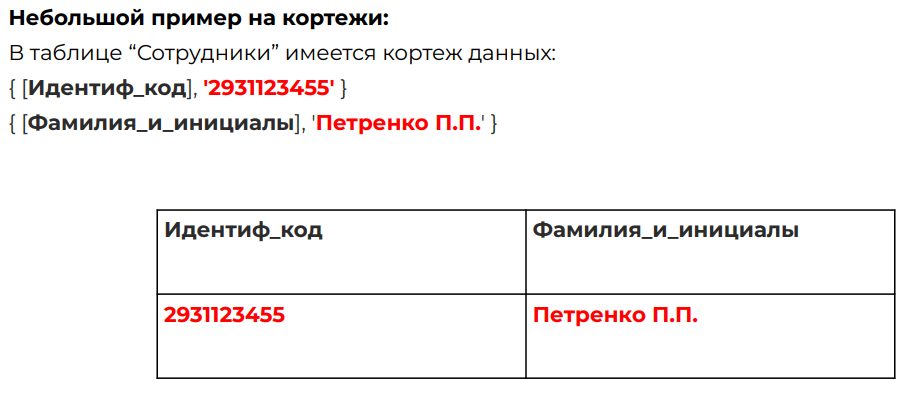 Небольшой пример на кортежи:
В таблице “Сотрудники” имеется кортеж данных:
{ [Идентиф_код], '2931123455' }
{ [Фамилия_и_инициалы], 'Петренко П.П.' }
Идентиф_код Фамилия_и_инициалы
2931123455 Петренко П.П.